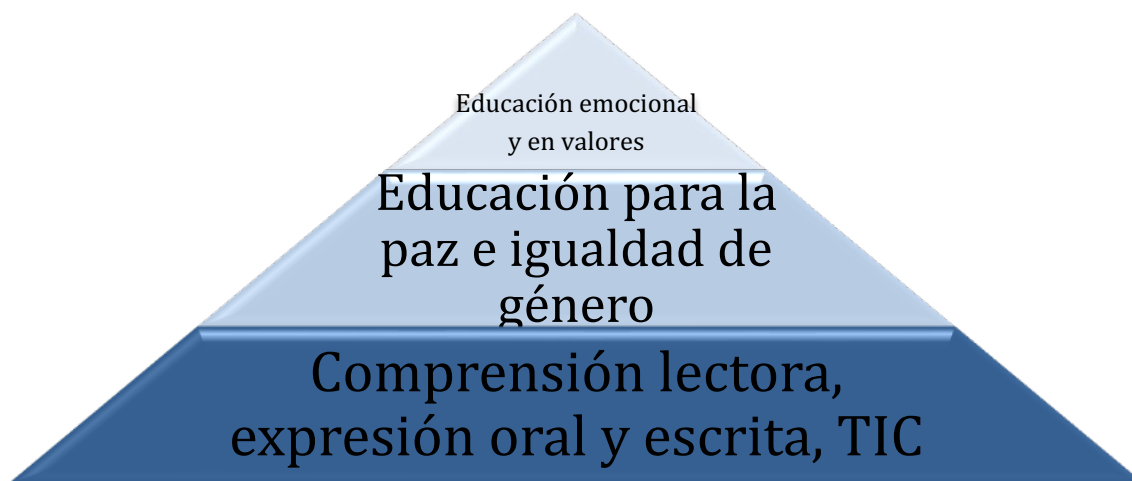 Educación emocional
y en valores
Educación para la
paz e igualdad de
género
Comprensión lectora,
expresión oral y escrita, TIC